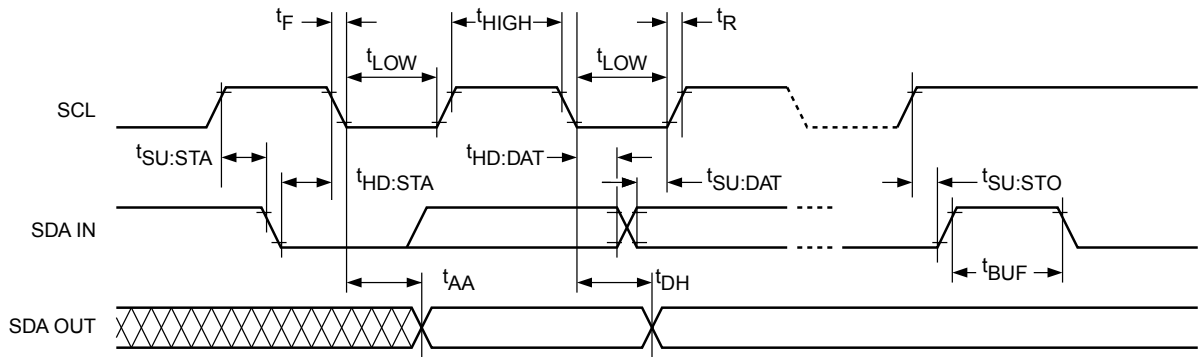 tF
tHIGH
tR
tLOW
tLOW
SCL
tSU:STA
tHD:STA
tHD:DAT
tSU:DAT
tSU:STO
SDA IN
tBUF
tAA
tDH
SDA OUT